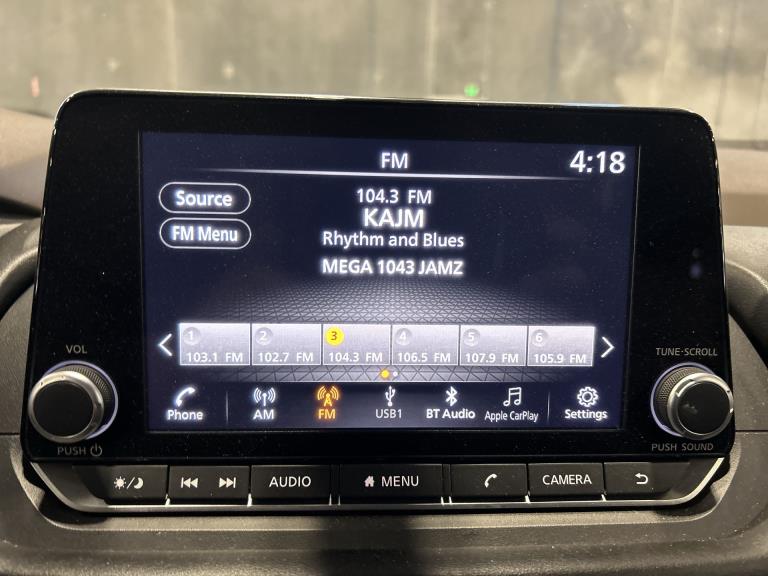 FM
4:18
Source
104.3 FM
KAJM
FM Menu
Rhythm and Blues
MEGA 1043 JAMZ
1 2 3 4 5 6
103.1 FM 102.7 FM 104.3 FM 106.5 FM 107.9 FM 105.9 FM
VOL
TUNE·SCROLL
Phone AM FM USB1 BT Audio Apple CarPlay Settings
PUSH
PUSH SOUND
AUDIO MENU CAMERA